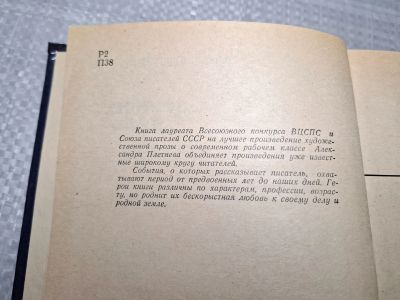 Р2
П38
Книга лауреата Всесоюзного конкурса ВЦСПС и
Союза писателей СССР на лучшее произведение художе-
ственной прозы о современном рабочем классе Алек-
сандра Плетнева объединяет произведения уже извест-
ные широкому кругу читателей.
События, о которых рассказывает писатель, охва-
тывают период от предвоенных лет до наших дней. Ге-
рои книги различны по характерам, профессии, возрас-
ту, но роднит их бескорыстная любовь к своему делу и
родной земле.